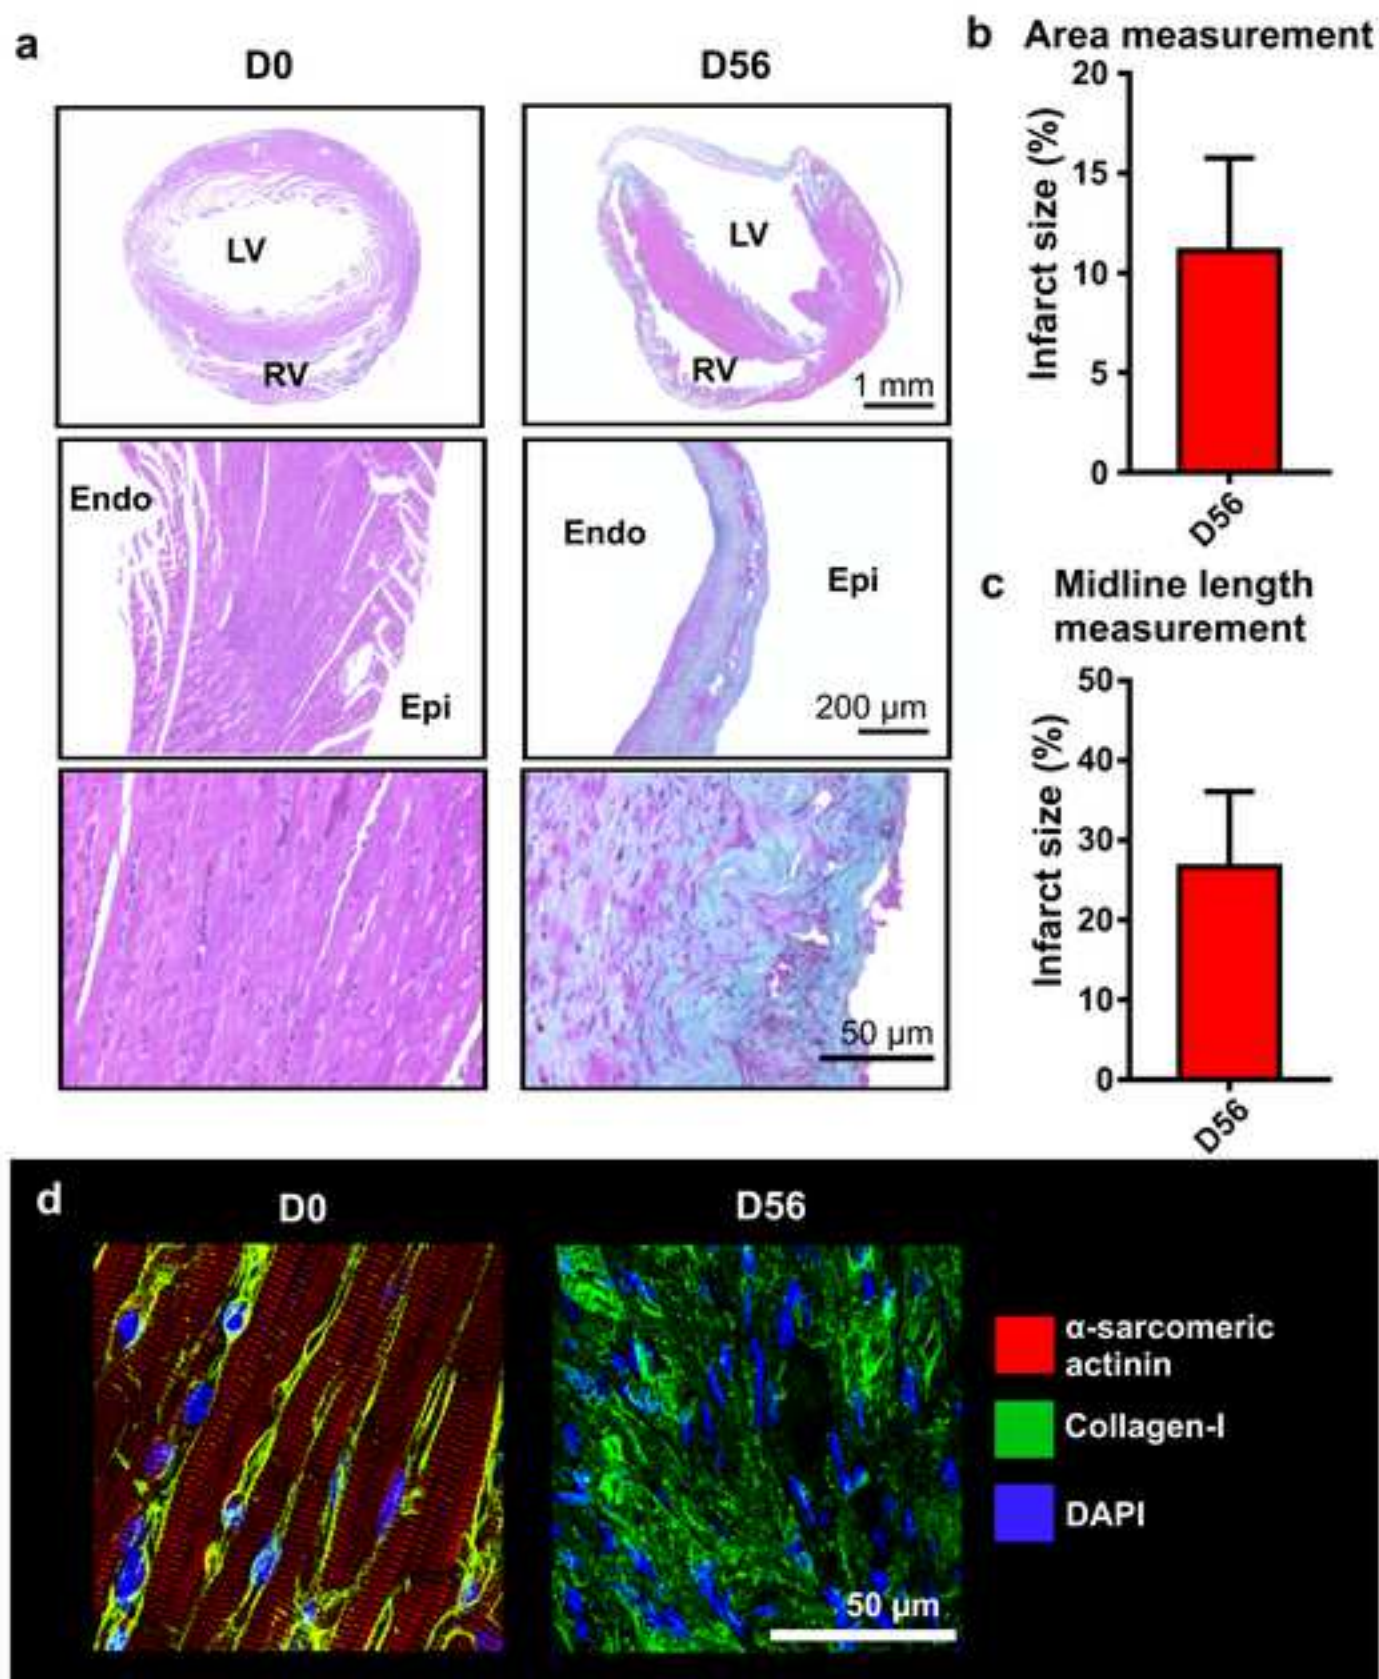 a
D0
D56
LV
RV
LV
RV
1 mm
Endo
Epi
Endo
Epi
200 µm
50 µm
b Area measurement
Infarct size (%)
20
15
10
5
0
D56
c Midline length
measurement
Infarct size (%)
50
40
30
20
10
0
D56
d
D0
D56
50 µm
α-sarcomeric
actinin
Collagen-I
DAPI